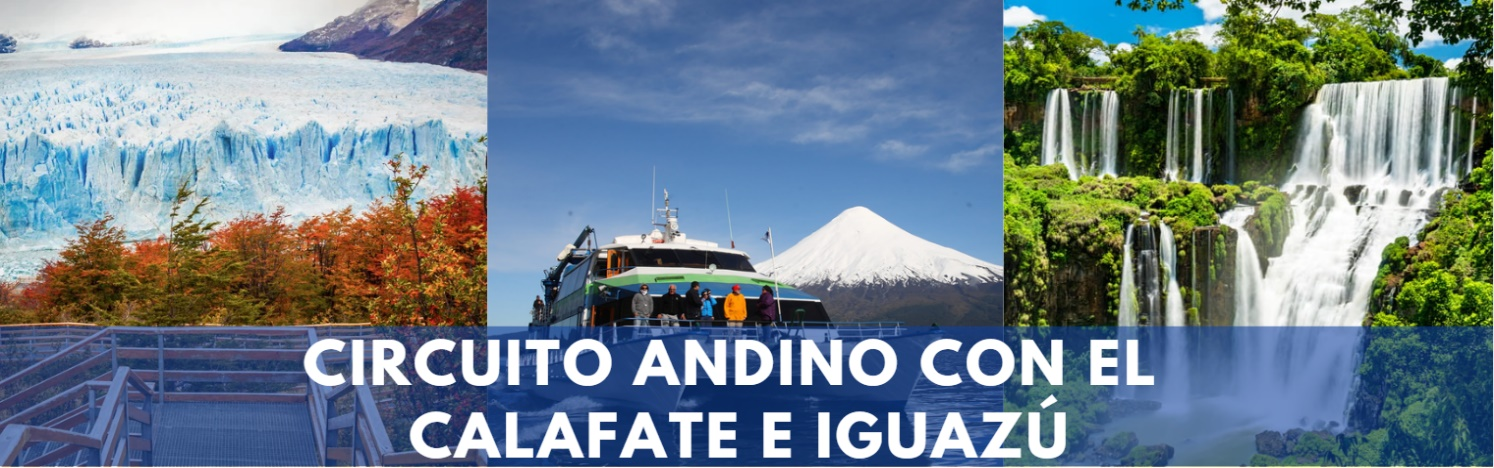 CIRCUITO ANDINO CON EL
CALAFATE E IGUAZÚ